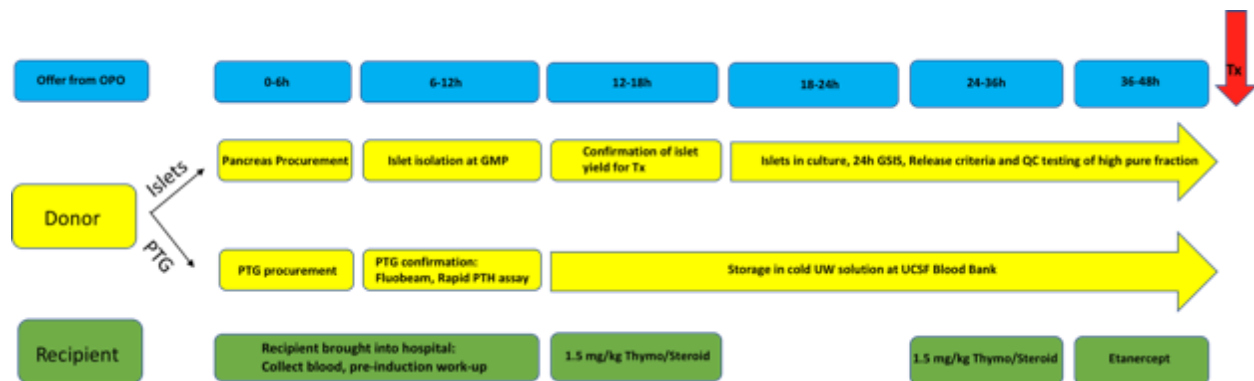 Offer from OPO
0-6h
6-12h
12-18h
18-24h
24-36h
36-48h
Tx
Donor
Islets
Pancreas Procurement
Islet isolation at GMP
Confirmation of islet
yield for Tx
Islets in culture, 24h GSIS, Release criteria and QC testing of high pure fraction
PTG
PTG procurement
PTG confirmation:
Fluobeam, Rapid PTH assay
Storage in cold UW solution at UCSF Blood Bank
Recipient
Recipient brought into hospital:
Collect blood, pre-induction work-up
1.5 mg/kg Thymo/Steroid
1.5 mg/kg Thymo/Steroid
Etanercept